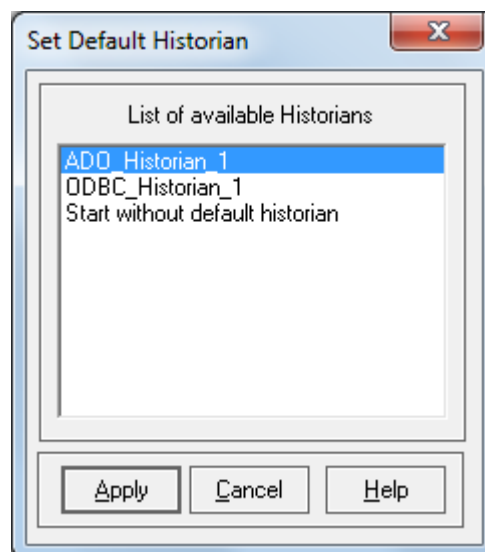 Set Default Historian
List of available Historians
ADO_Historian_1
ODBC_Historian_1
Start without default historian
Apply
Cancel
Help